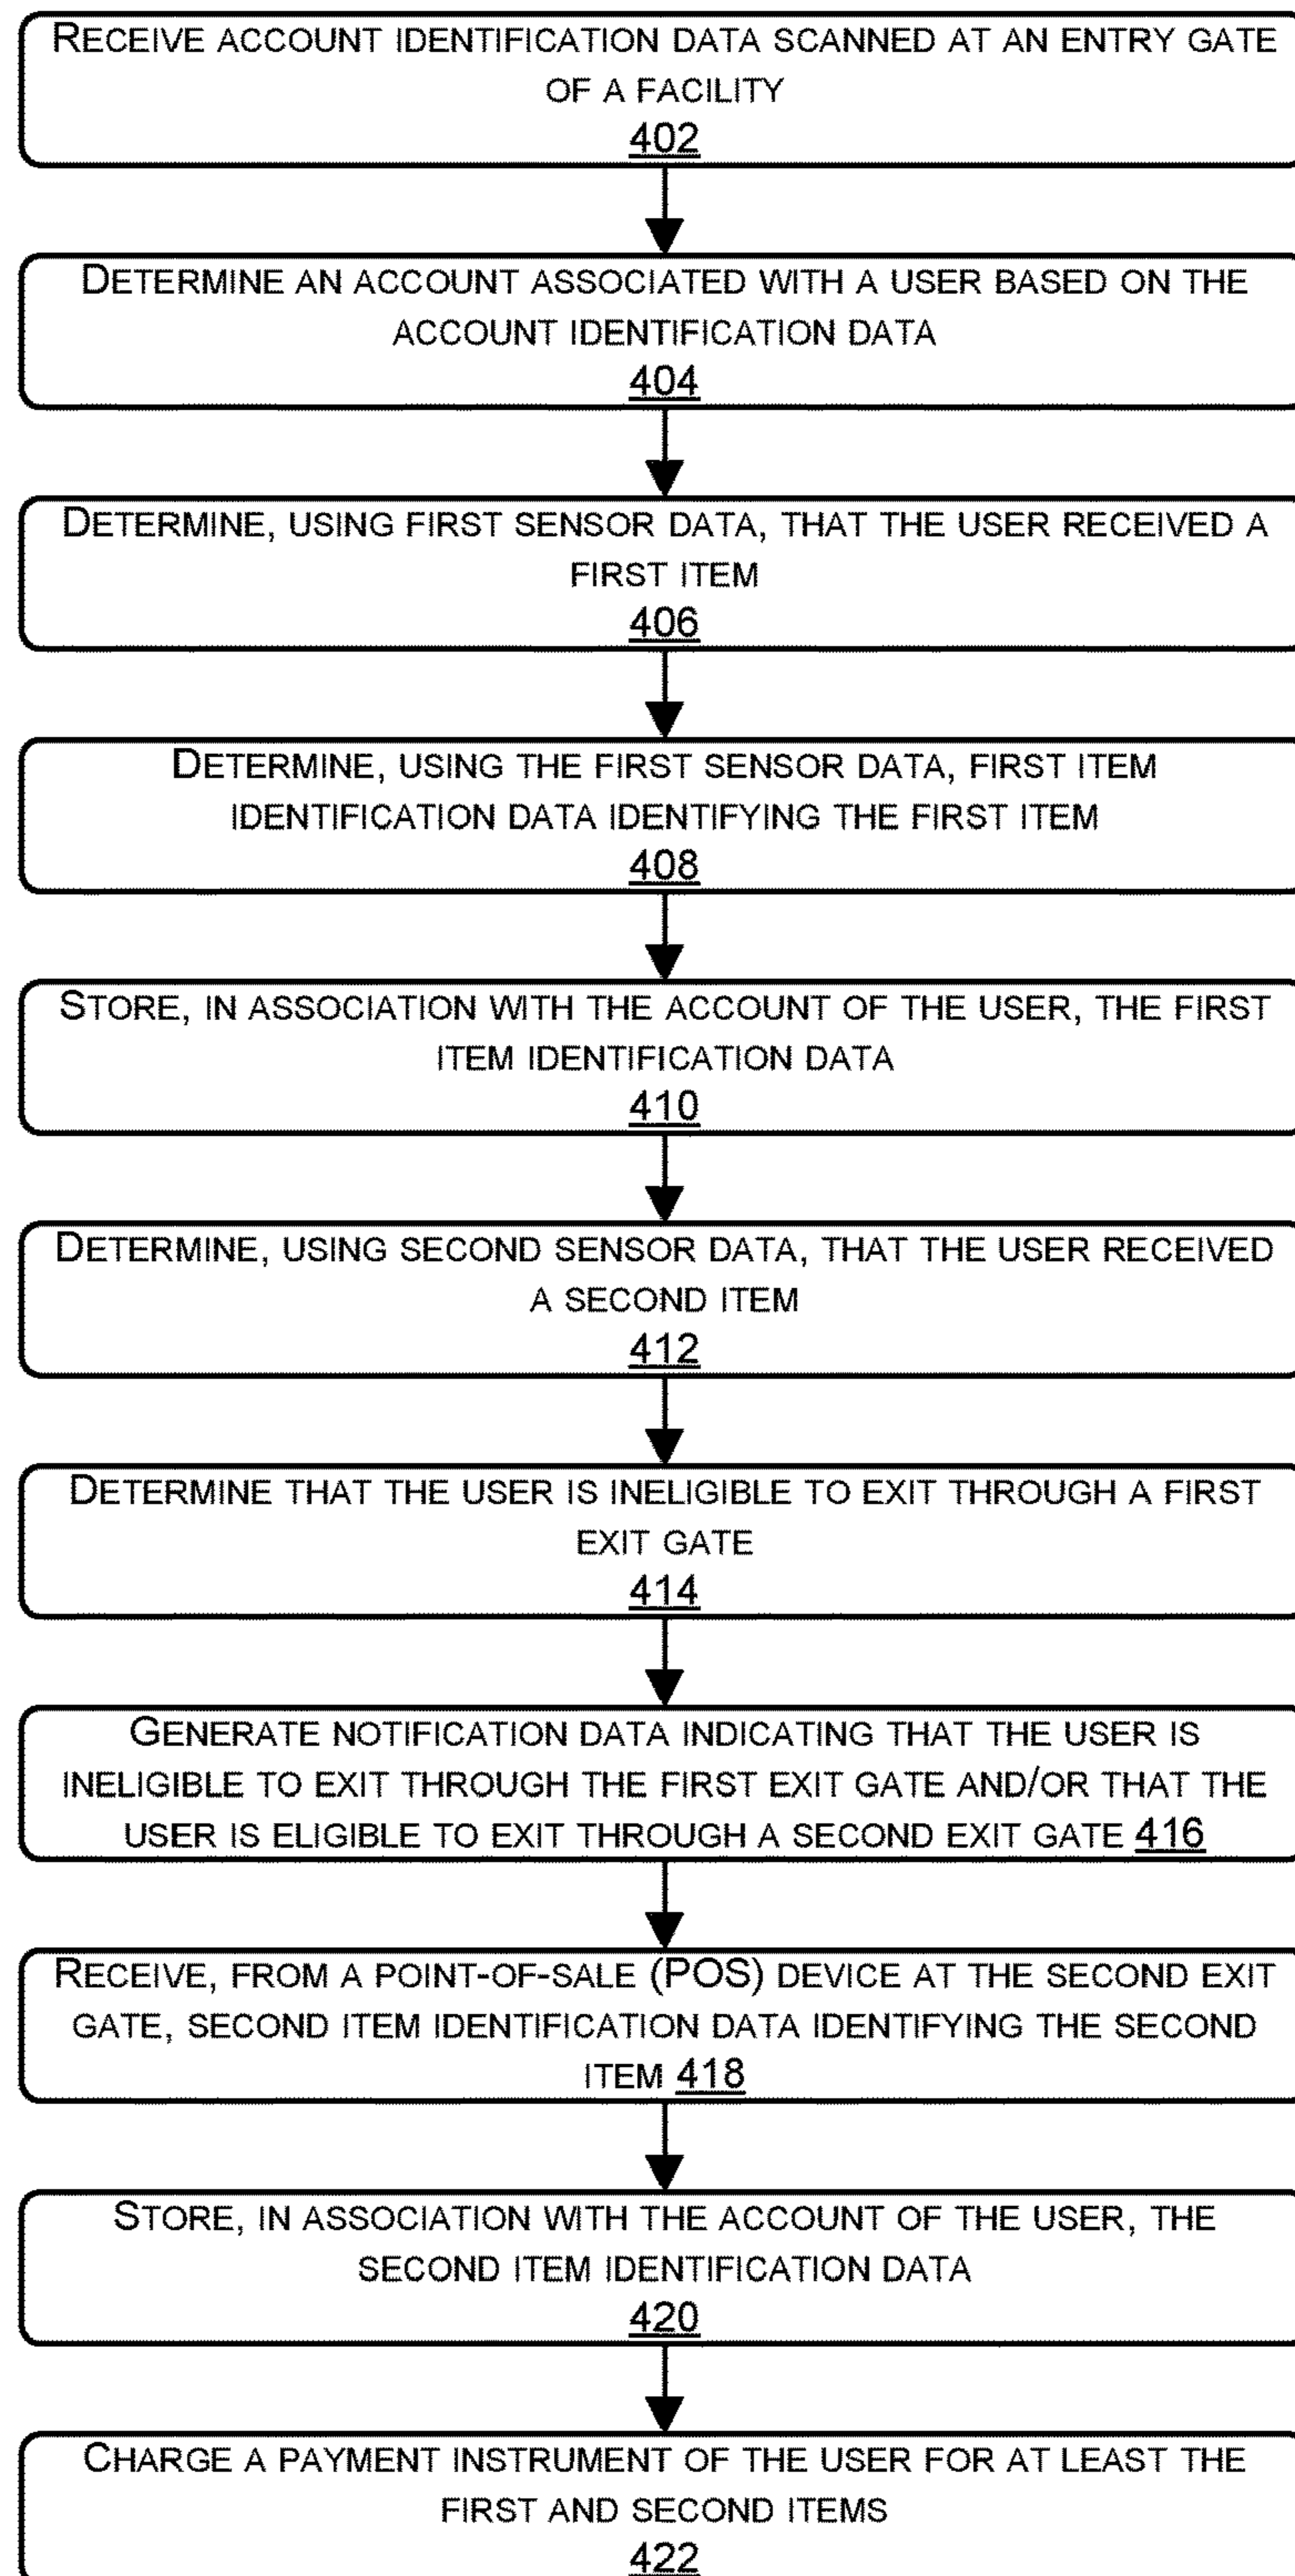 RECEIVE ACCOUNT IDENTIFICATION DATA SCANNED AT AN ENTRY GATE
OF A FACILITY
402
DETERMINE AN ACCOUNT ASSOCIATED WITH A USER BASED ON THE
ACCOUNT IDENTIFICATION DATA
404
DETERMINE, USING FIRST SENSOR DATA, THAT THE USER RECEIVED A
FIRST ITEM
406
DETERMINE, USING THE FIRST SENSOR DATA, FIRST ITEM
IDENTIFICATION DATA IDENTIFYING THE FIRST ITEM
408
STORE, IN ASSOCIATION WITH THE ACCOUNT OF THE USER, THE FIRST
ITEM IDENTIFICATION DATA
410
DETERMINE, USING SECOND SENSOR DATA, THAT THE USER RECEIVED
A SECOND ITEM
412
DETERMINE THAT THE USER IS INELIGIBLE TO EXIT THROUGH A FIRST
EXIT GATE
414
GENERATE NOTIFICATION DATA INDICATING THAT THE USER IS
INELIGIBLE TO EXIT THROUGH THE FIRST EXIT GATE AND/OR THAT THE
USER IS ELIGIBLE TO EXIT THROUGH A SECOND EXIT GATE 416
RECEIVE, FROM A POINT-OF-SALE (POS) DEVICE AT THE SECOND EXIT
GATE, SECOND ITEM IDENTIFICATION DATA IDENTIFYING THE SECOND
ITEM 418
STORE, IN ASSOCIATION WITH THE ACCOUNT OF THE USER, THE
SECOND ITEM IDENTIFICATION DATA
420
CHARGE A PAYMENT INSTRUMENT OF THE USER FOR AT LEAST THE
FIRST AND SECOND ITEMS
422